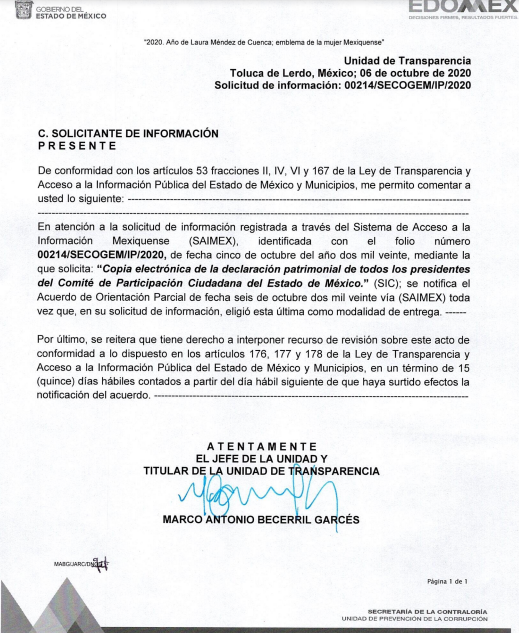 GOBIERNO DEL
ESTADO DE MÉXICO
EDOMEX
DECISIONES FIRMES, RESULTADOS FUERTES.
"2020. Año de Laura Méndez de Cuenca; emblema de la mujer Mexiquense"
Unidad de Transparencia
Toluca de Lerdo, México; 06 de octubre de 2020
Solicitud de información: 00214/SECOGEM/IP/2020
C. SOLICITANTE DE INFORMACIÓN
P R E S E N T E
De conformidad con los artículos 53 fracciones II, IV, VI y 167 de la Ley de Transparencia y
Acceso a la Información Pública del Estado de México y Municipios, me permito comentar a
usted lo siguiente: --------------------------------------------------------------------------------
----------------------------------------------------------------------------------------------------
En atención a la solicitud de información registrada a través del Sistema de Acceso a la
Información Mexiquense (SAIMEX), identificada con el folio número
00214/SECOGEM/IP/2020, de fecha cinco de octubre del año dos mil veinte, mediante la
que solicita: "Copia electrónica de la declaración patrimonial de todos los presidentes
del Comité de Participación Ciudadana del Estado de México." (SIC); se notifica el
Acuerdo de Orientación Parcial de fecha seis de octubre dos mil veinte vía (SAIMEX) toda
vez que, en su solicitud de información, eligió esta última como modalidad de entrega. ------
Por último, se reitera que tiene derecho a interponer recurso de revisión sobre este acto de
conformidad a lo dispuesto en los artículos 176, 177 y 178 de la Ley de Transparencia y
Acceso a la Información Pública del Estado de México y Municipios, en un término de 15
(quince) días hábiles contados a partir del día hábil siguiente de que haya surtido efectos la
notificación del acuerdo. --------------------------------------------------------------------------
A T E N T A M E N T E
EL JEFE DE LA UNIDAD Y
TITULAR DE LA UNIDAD DE TRANSPARENCIA
MARCO ANTONIO BECERRIL GARCÉS
Página 1 de 1
SECRETARÍA DE LA CONTRALORÍA
UNIDAD DE PREVENCIÓN DE LA CORRUPCIÓN